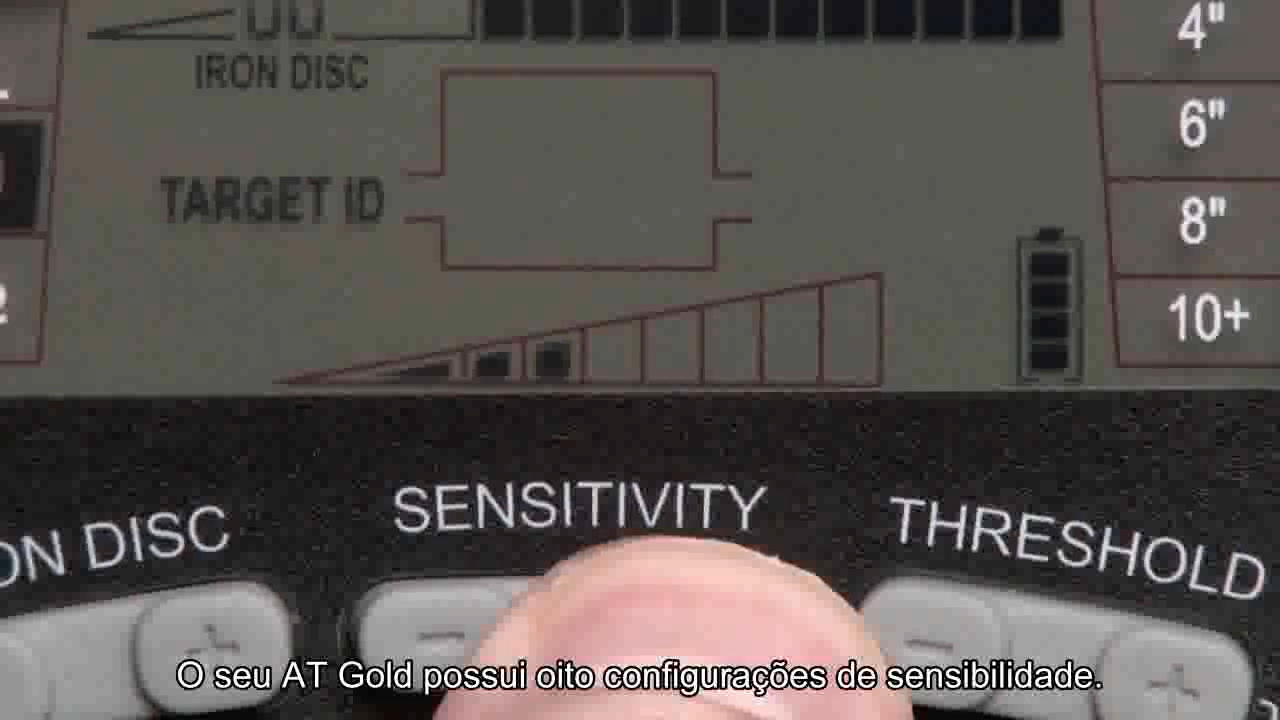 4"
IRON DISC
6"
TARGET ID
8"
10+
SENSITIVITY
THRESHOLD
ON DISC
- + - +
O seu AT Gold possui oito configurações de sensibilidade.